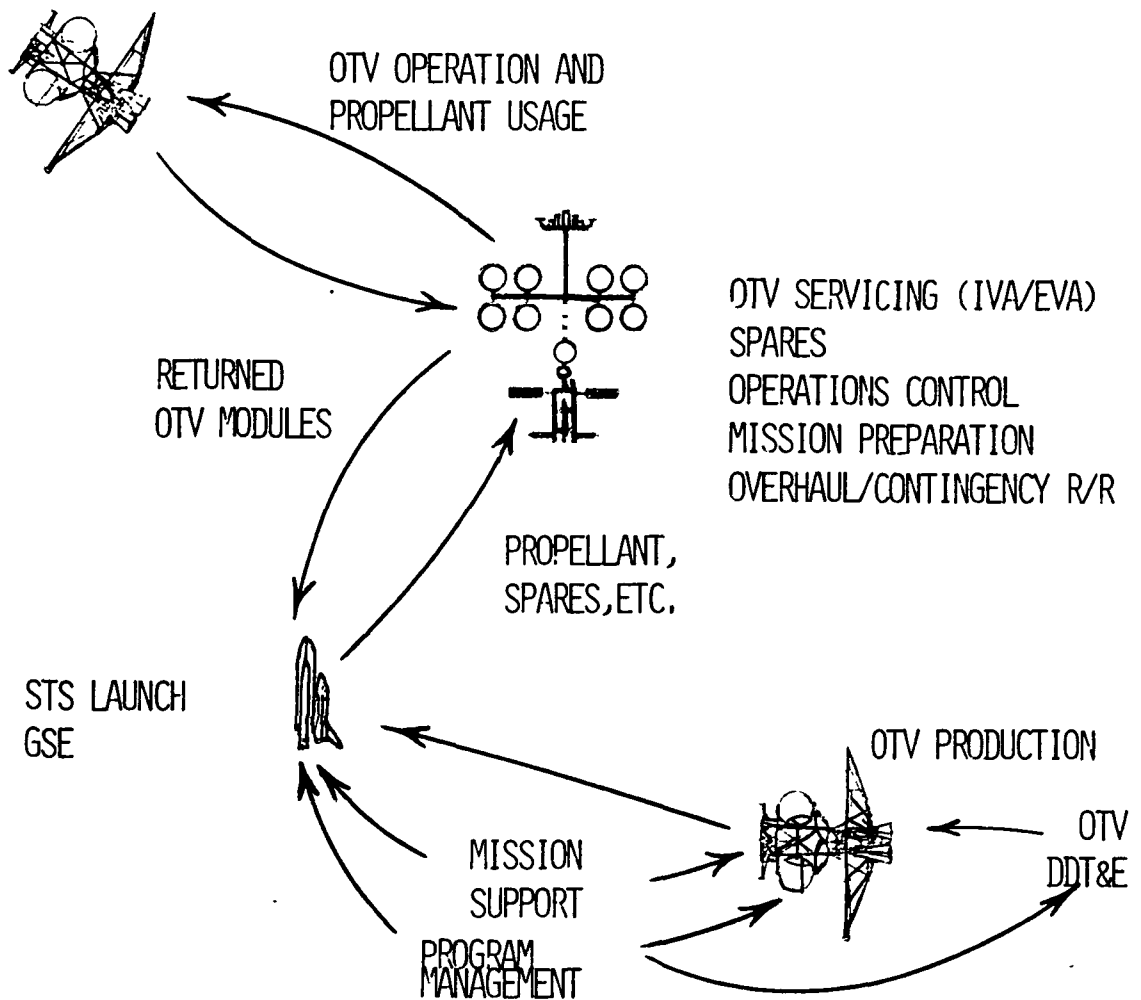 OTV OPERATION AND
PROPELLANT USAGE
OTV SERVICING (IVA/EVA)
SPARES
OPERATIONS CONTROL
MISSION PREPARATION
OVERHAUL/CONTINGENCY R/R
RETURNED
OTV MODULES
PROPELLANT,
SPARES,ETC.
STS LAUNCH
GSE
OTV PRODUCTION
OTV
DDT&E
MISSION
SUPPORT
PROGRAM
MANAGEMENT